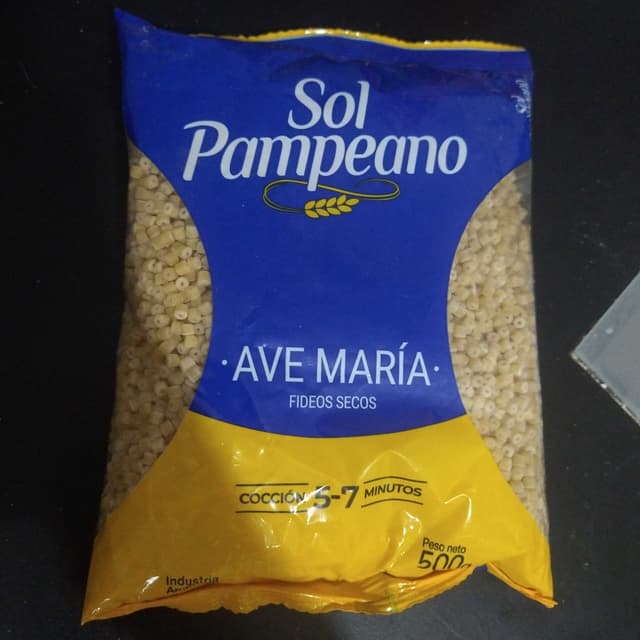 Sol
Pampeano
· AVE MARÍA ·
FIDEOS SECOS
COCCIÓN 5-7 MINUTOS
Peso neto
500g
Industria